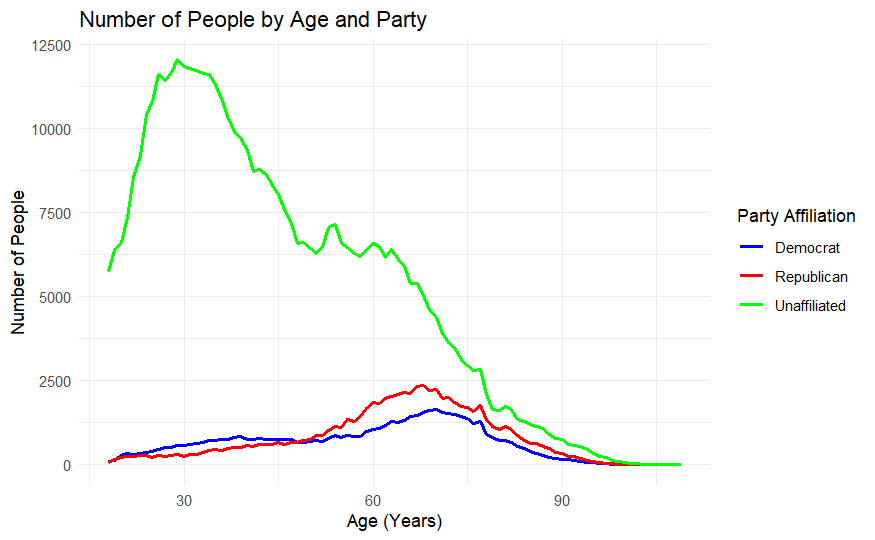 Number of People by Age and Party
12500
10000
7500
5000
2500
0
Number of People
30 60 90
Age (Years)
Party Affiliation
Democrat
Republican
Unaffiliated